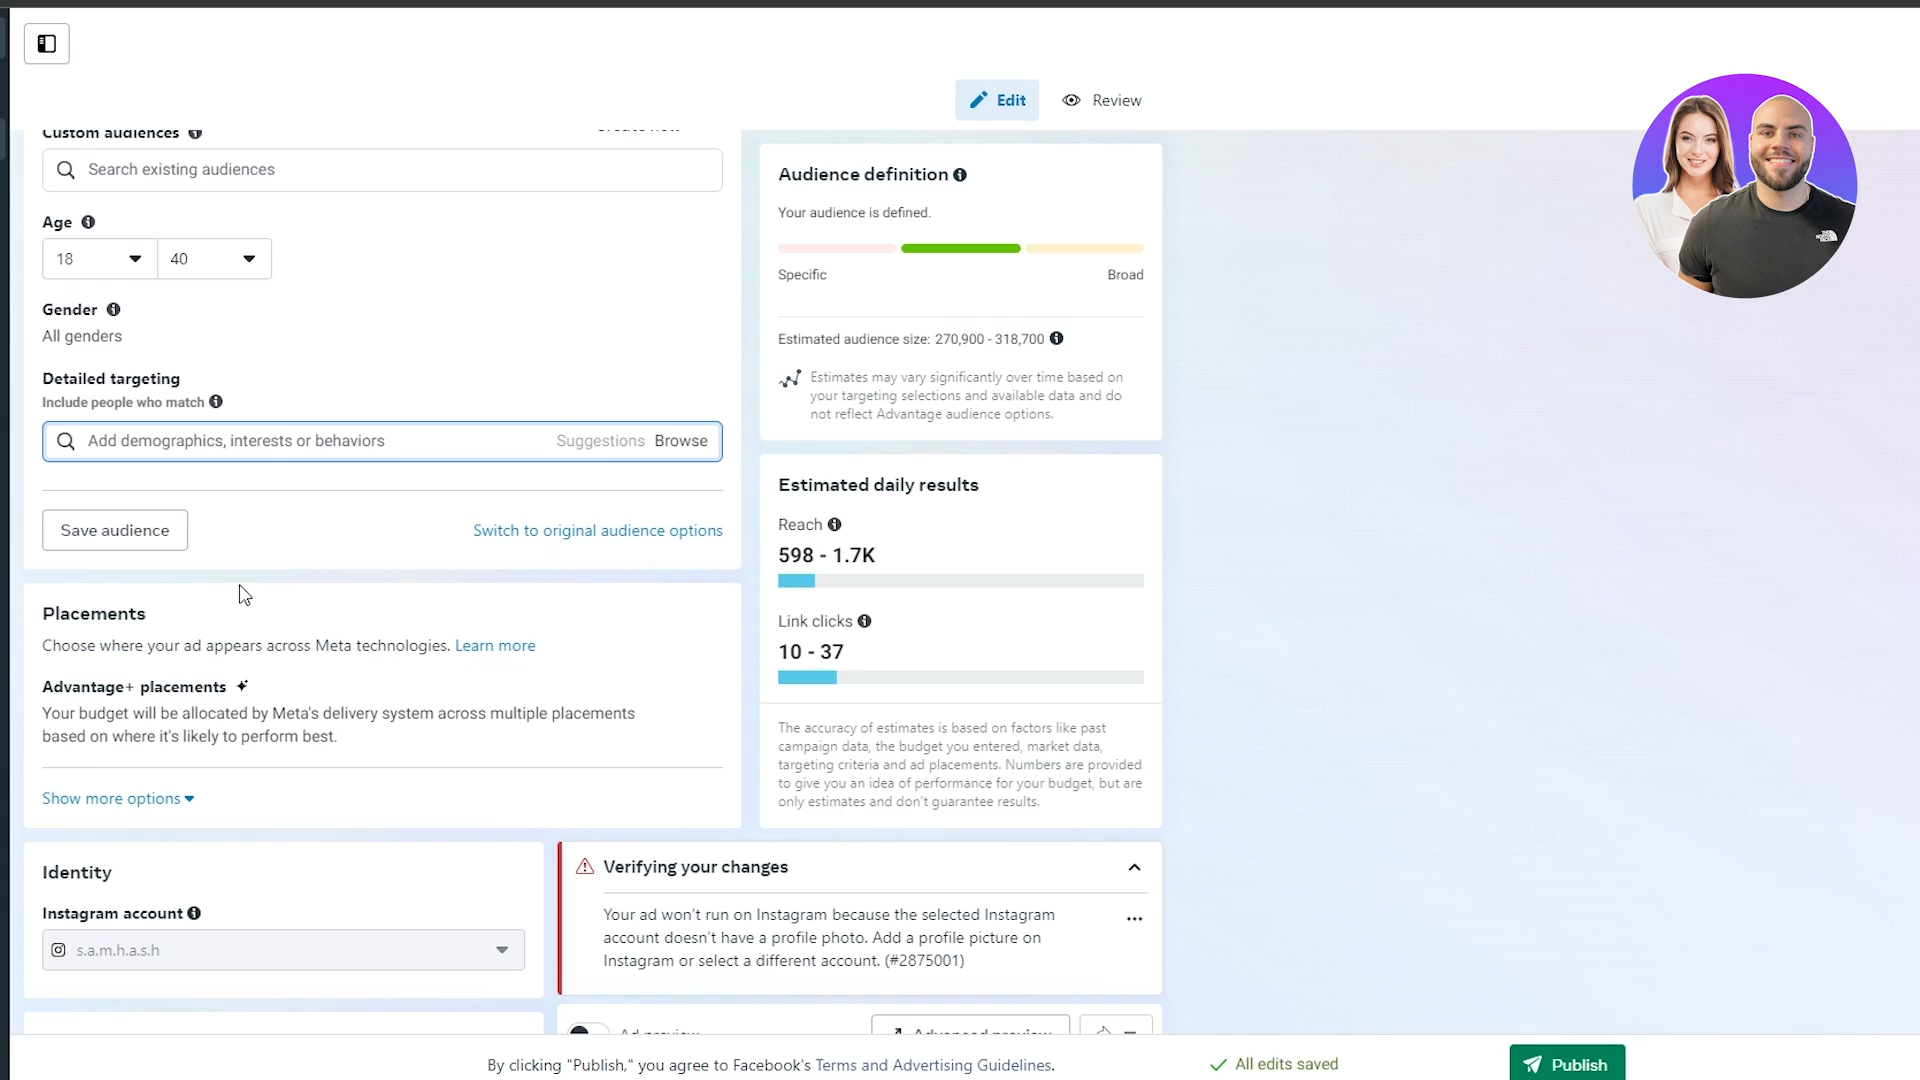 Edit
Review
Custom audiences
Create new
Search existing audiences
Age
18
40
Gender
All genders
Detailed targeting
Include people who match
Add demographics, interests or behaviors
Suggestions Browse
Save audience
Switch to original audience options
Placements
Choose where your ad appears across Meta technologies. Learn more
Advantage+ placements
Your budget will be allocated by Meta's delivery system across multiple placements
based on where it's likely to perform best.
Show more options
Identity
Instagram account
s.a.m.h.a.s.h
Audience definition
Your audience is defined.
Specific
Broad
Estimated audience size: 270,900 - 318,700
Estimates may vary significantly over time based on
your targeting selections and available data and do
not reflect Advantage audience options.
Estimated daily results
Reach
598 - 1.7K
Link clicks
10 - 37
The accuracy of estimates is based on factors like past
campaign data, the budget you entered, market data,
targeting criteria and ad placements. Numbers are provided
to give you an idea of performance for your budget, but are
only estimates and don't guarantee results.
Verifying your changes
Your ad won't run on Instagram because the selected Instagram
account doesn't have a profile photo. Add a profile picture on
Instagram or select a different account. (#2875001)
Ad preview
Advanced preview
By clicking "Publish," you agree to Facebook's Terms and Advertising Guidelines.
All edits saved
Publish